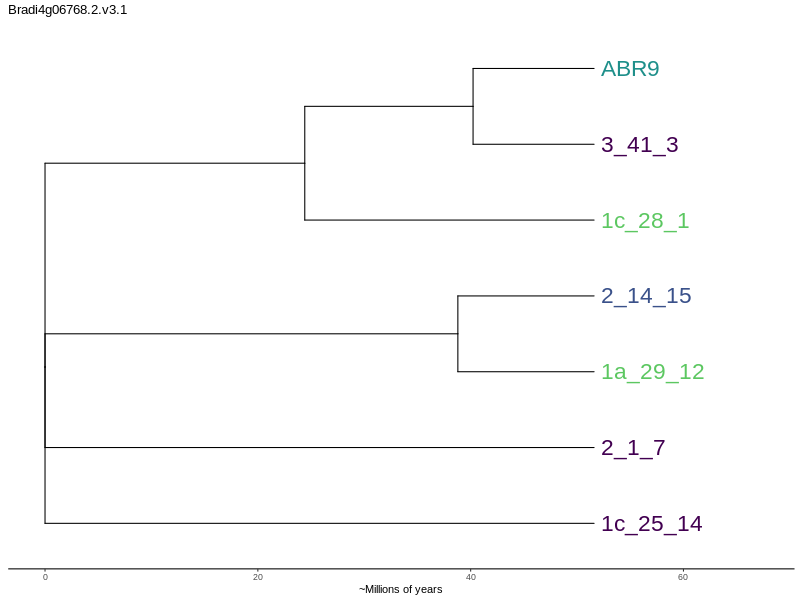 Bradi4g06768.2.v3.1
ABR9
3_41_3
1c_28_1
2_14_15
1a_29_12
2_1_7
1c_25_14
0 20 40 60
~Millions of years